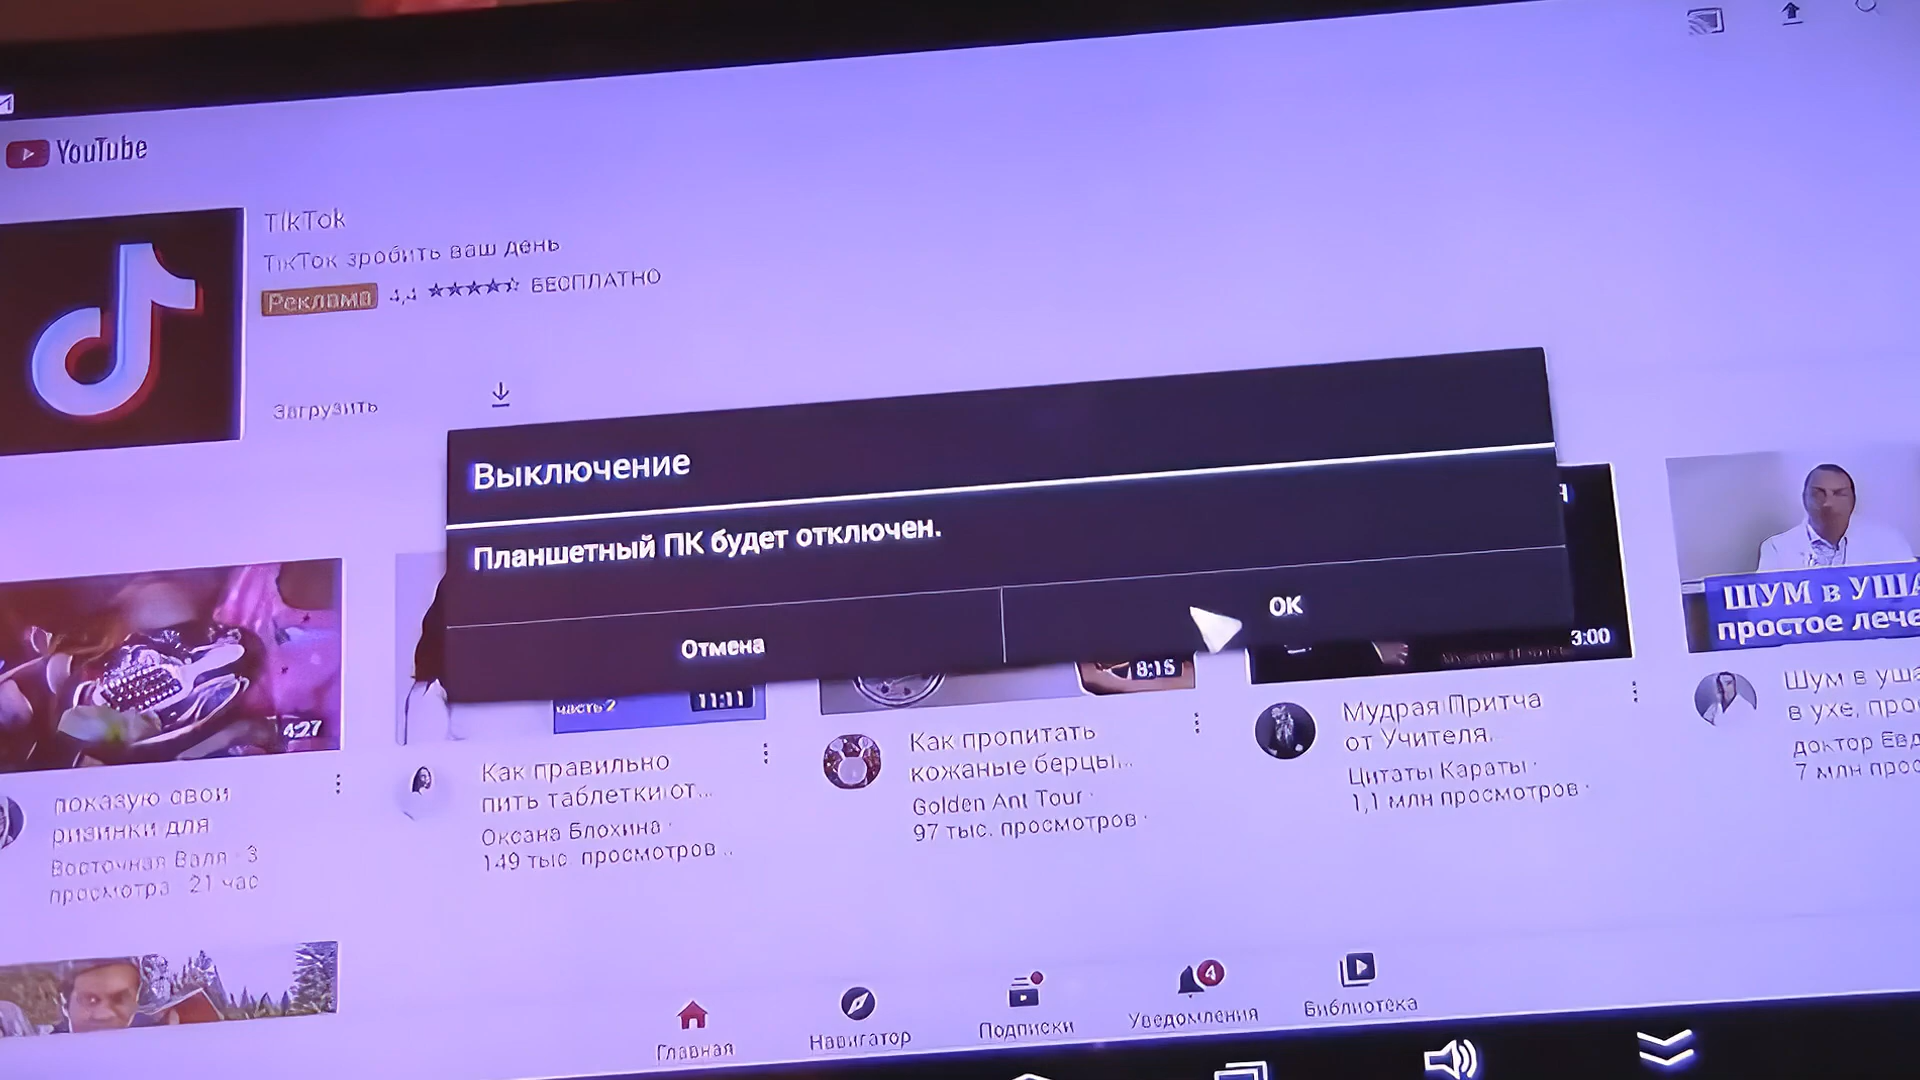 YouTube
TikTok
TikTok зробить ваш день
Реклама 4,4 БЕСПЛАТНО
Загрузить
Выключение
Планшетный ПК будет отключен.
Отмена
OK
4:27
часть 2
11:11
8:15
3:00
ШУМ в УША
простое лече
показую свои
ризинки для
Восточная Валя · 3
просмотра · 21 час
Как правильно
пить таблетки от...
Оксана Блохина ·
149 тыс. просмотров ·
Как пропитать
кожаные берцы...
Golden Ant Tour ·
97 тыс. просмотров ·
Мудрая Притча
от Учителя.
Цитаты Караты ·
1,1 млн просмотров ·
Шум в уша
в ухе, прос
доктор Евд
7 млн прос
Главная
Навигатор
Подписки
4
Уведомления
Библиотека